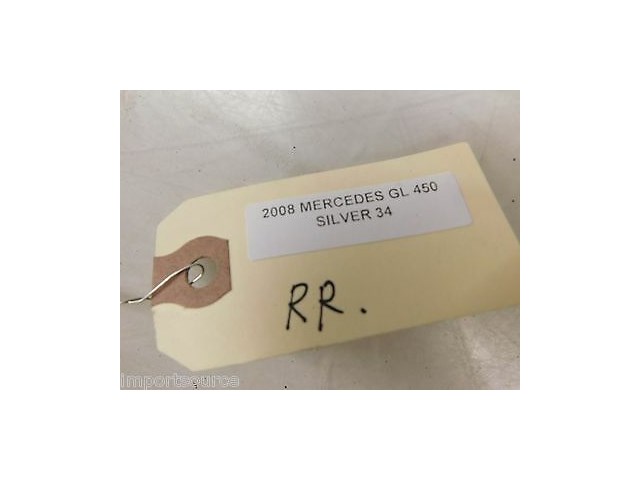 2008 MERCEDES GL 450
SILVER 34
RR.
importsource